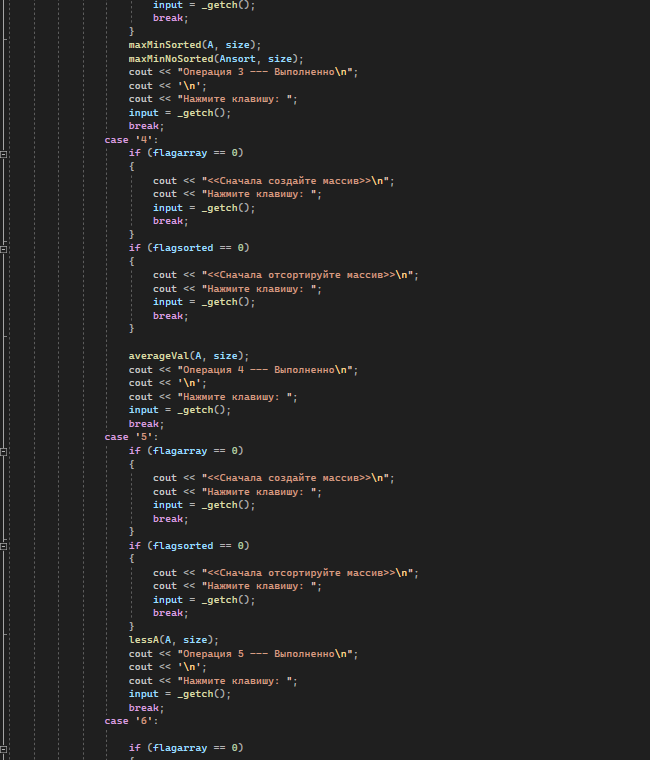 input = _getch();
break;
}
maxMinSorted(A, size);
maxMinNoSorted(Ansort, size);
cout << "Операция 3 --- Выполненно\n";
cout << '\n';
cout << "Нажмите клавишу: ";
input = _getch();
break;
case '4':
if (flagarray == 0)
{
cout << "<<Сначала создайте массив>>\n";
cout << "Нажмите клавишу: ";
input = _getch();
break;
}
if (flagsorted == 0)
{
cout << "<<Сначала отсортируйте массив>>\n";
cout << "Нажмите клавишу: ";
input = _getch();
break;
}
averageVal(A, size);
cout << "Операция 4 --- Выполненно\n";
cout << '\n';
cout << "Нажмите клавишу: ";
input = _getch();
break;
case '5':
if (flagarray == 0)
{
cout << "<<Сначала создайте массив>>\n";
cout << "Нажмите клавишу: ";
input = _getch();
break;
}
if (flagsorted == 0)
{
cout << "<<Сначала отсортируйте массив>>\n";
cout << "Нажмите клавишу: ";
input = _getch();
break;
}
lessA(A, size);
cout << "Операция 5 --- Выполненно\n";
cout << '\n';
cout << "Нажмите клавишу: ";
input = _getch();
break;
case '6':
if (flagarray == 0)
{